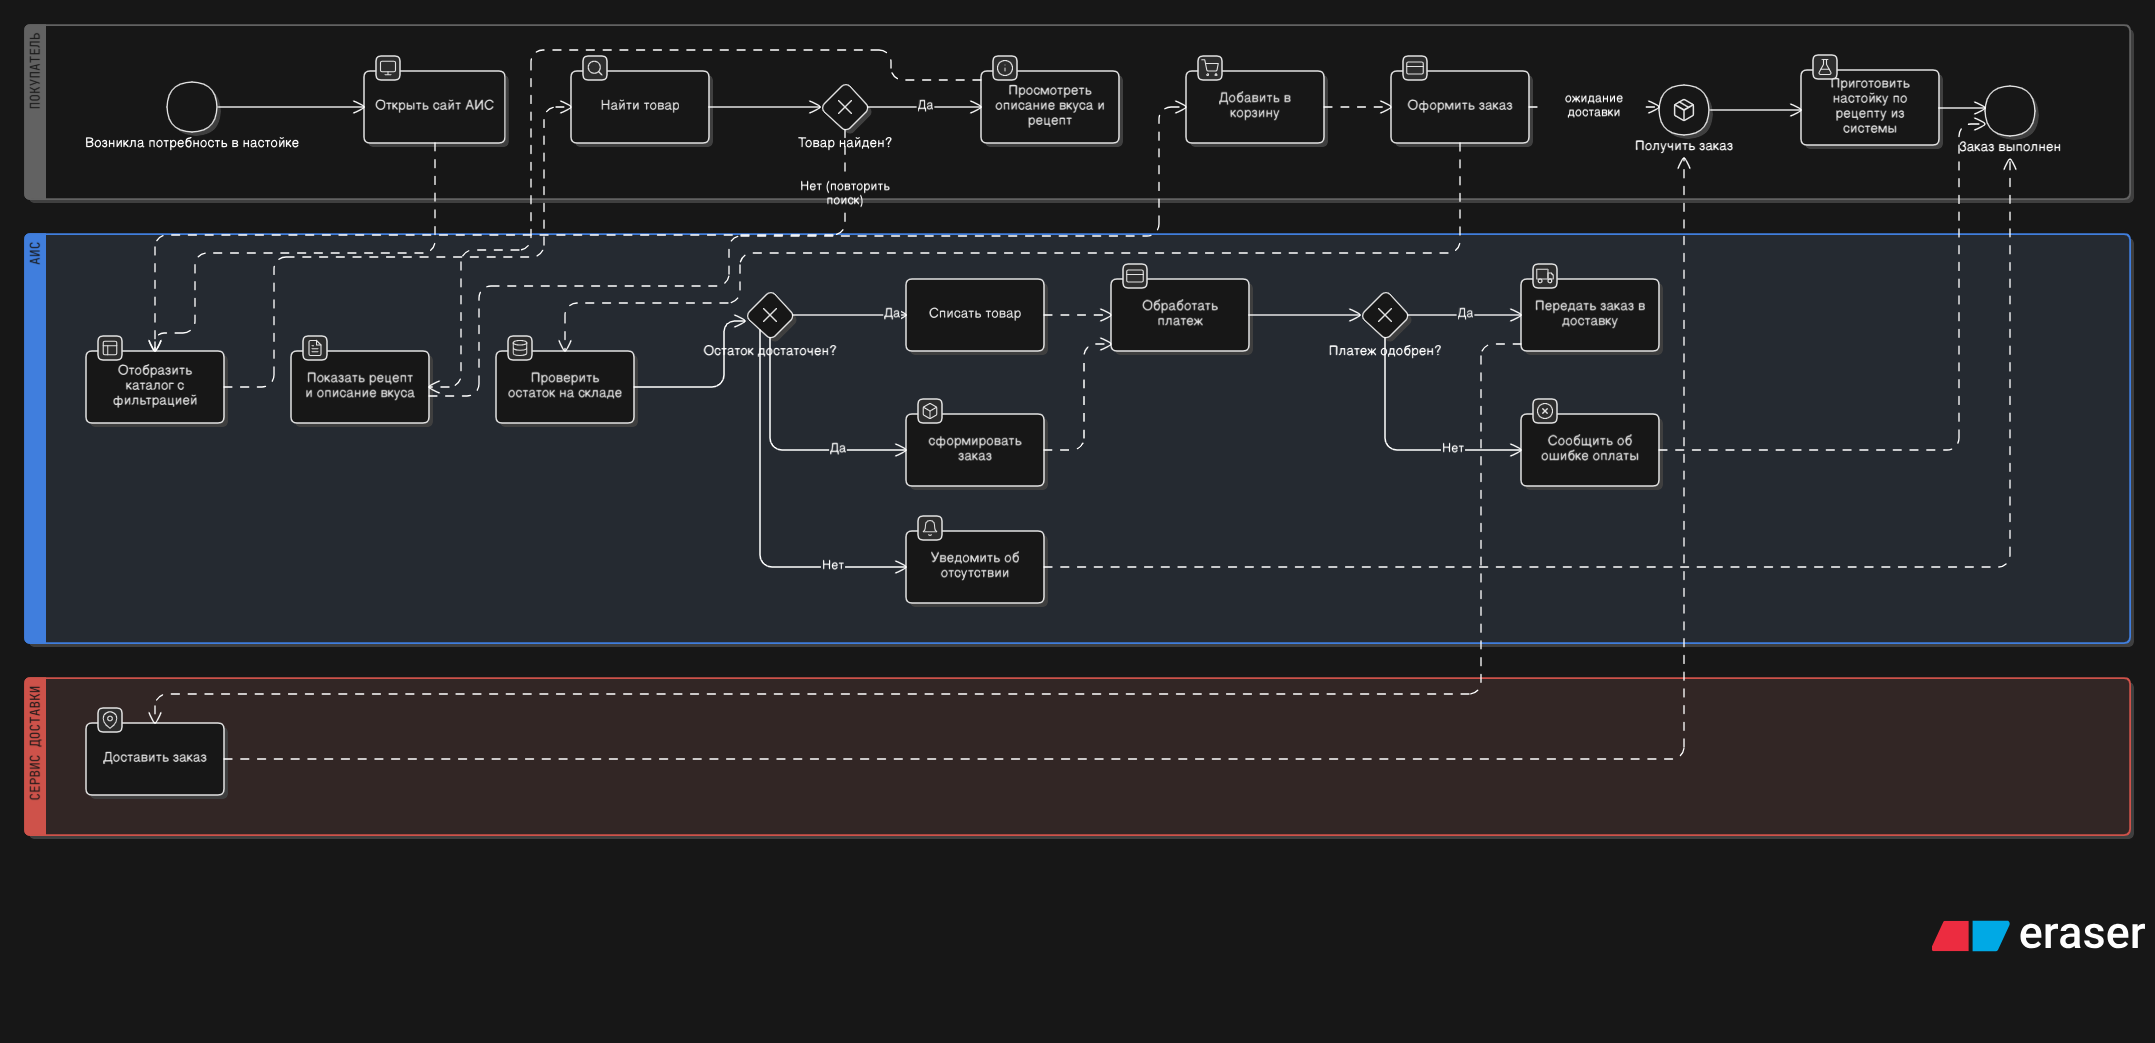 ПОКУПАТЕЛЬ
Возникла потребность в настойке
Открыть сайт АИС
Найти товар
Товар найден?
Да
Нет (повторить
поиск)
Просмотреть
описание вкуса и
рецепт
Добавить в
корзину
Оформить заказ
ожидание
доставки
Получить заказ
Приготовить
настойку по
рецепту из
системы
Заказ выполнен
АИС
Отобразить
каталог с
фильтрацией
Показать рецепт
и описание вкуса
Проверить
остаток на складе
Остаток достаточен?
Да
Списать товар
Да
сформировать
заказ
Нет
Уведомить об
отсутствии
Обработать
платеж
Платеж одобрен?
Да
Передать заказ в
доставку
Нет
Сообщить об
ошибке оплаты
СЕРВИС ДОСТАВКИ
Доставить заказ
eraser